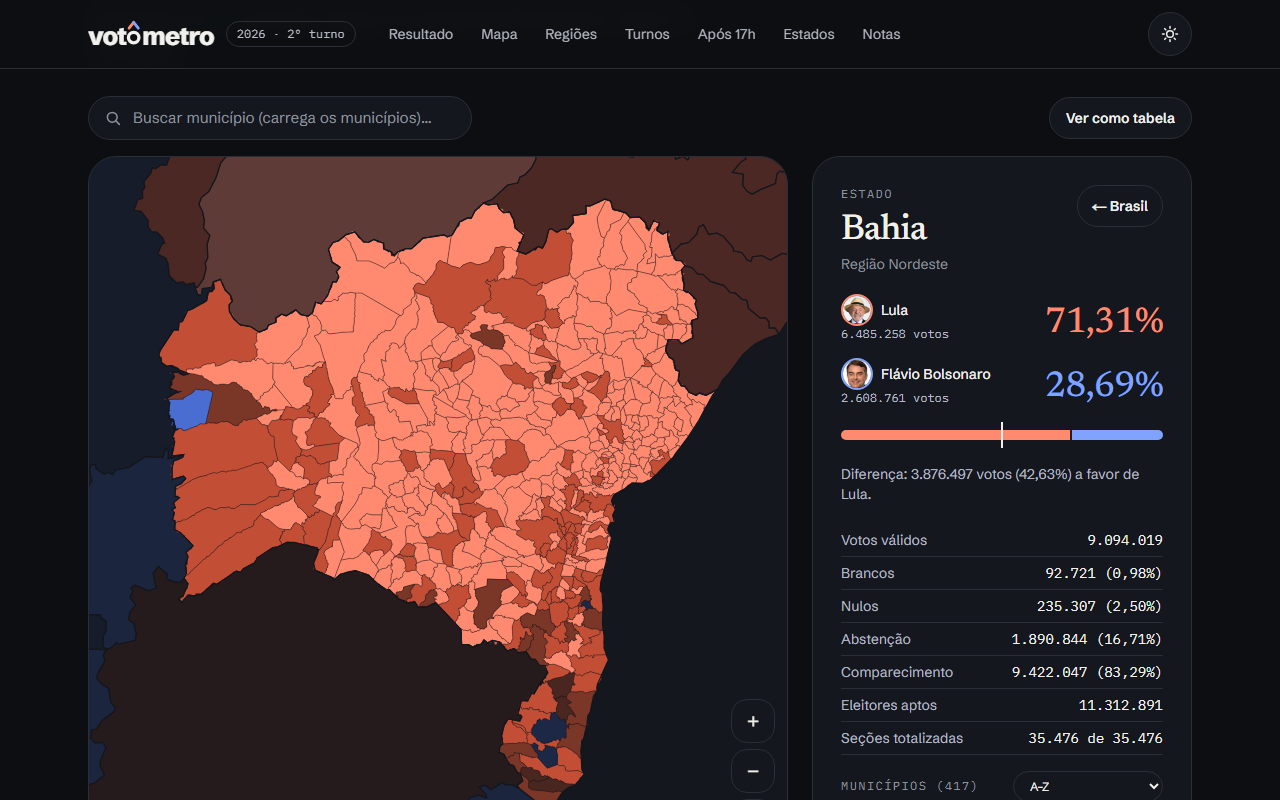 votômetro
2026 · 2º turno
Resultado
Mapa
Regiões
Turnos
Após 17h
Estados
Notas
Buscar município (carrega os municípios)...
Ver como tabela
ESTADO
Bahia
← Brasil
Região Nordeste
Lula
6.485.258 votos
71,31%
Flávio Bolsonaro
2.608.761 votos
28,69%
Diferença: 3.876.497 votos (42,63%) a favor de
Lula.
Votos válidos 9.094.019
Brancos 92.721 (0,98%)
Nulos 235.307 (2,50%)
Abstenção 1.890.844 (16,71%)
Comparecimento 9.422.047 (83,29%)
Eleitores aptos 11.312.891
Seções totalizadas 35.476 de 35.476
MUNICÍPIOS (417)
A-Z
+
−